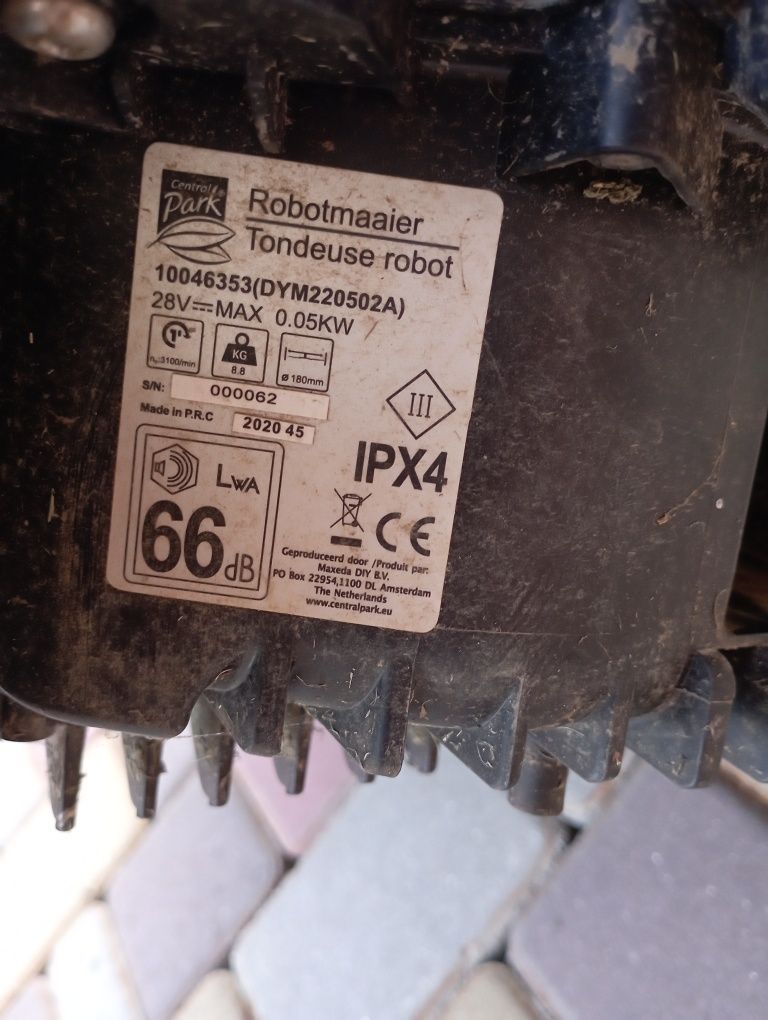 Central
Park
Robotmaaier
Tondeuse robot
10046353(DYM220502A)
28V⎓MAX 0.05KW
n₀:3100/min
KG
8.8
ø 180mm
S/N: 000062
Made in P.R.C 2020 45
III
IPX4
LWA
66 dB
CE
Geproduceerd door /Produit par:
Maxeda DIY B.V.
PO Box 22954,1100 DL Amsterdam
The Netherlands
www.centralpark.eu